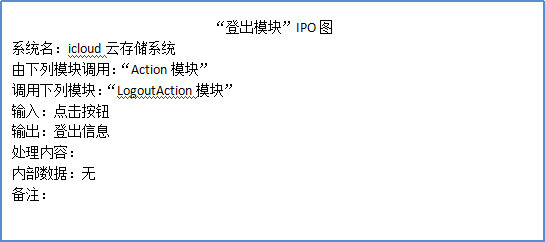 “登出模块”IPO 图
系统名：icloud 云存储系统
由下列模块调用：“Action 模块”
调用下列模块：“LogoutAction 模块”
输入：点击按钮
输出：登出信息
处理内容：
内部数据：无
备注：